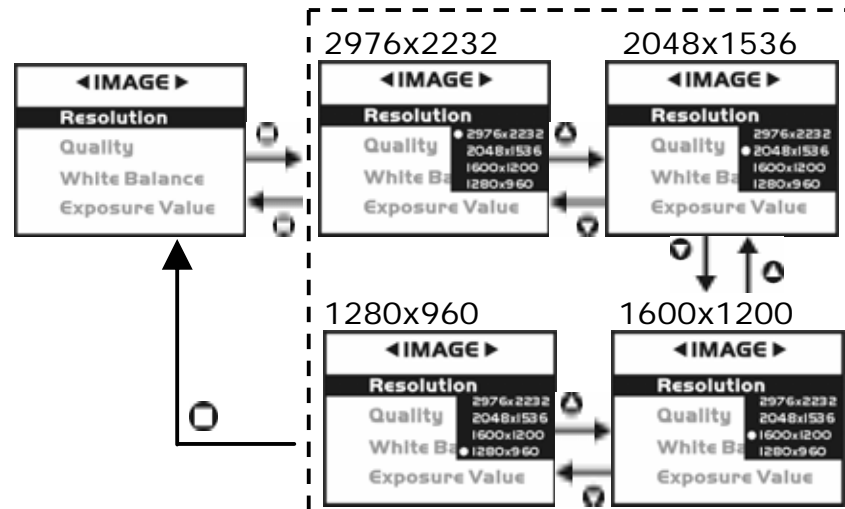 2976x2232
2048x1536
◄IMAGE►
Resolution
Quality
White Balance
Exposure Value
◄IMAGE►
Resolution
Quality
White Ba
Exposure Value
2976x2232
2048x1536
1600x1200
1280x960
◄IMAGE►
Resolution
Quality
White Ba
Exposure Value
2976x2232
2048x1536
1600x1200
1280x960
1280x960
1600x1200
◄IMAGE►
Resolution
Quality
White Ba
Exposure Value
2976x2232
2048x1536
1600x1200
1280x960
◄IMAGE►
Resolution
Quality
White Ba
Exposure Value
2976x2232
2048x1536
1600x1200
1280x960